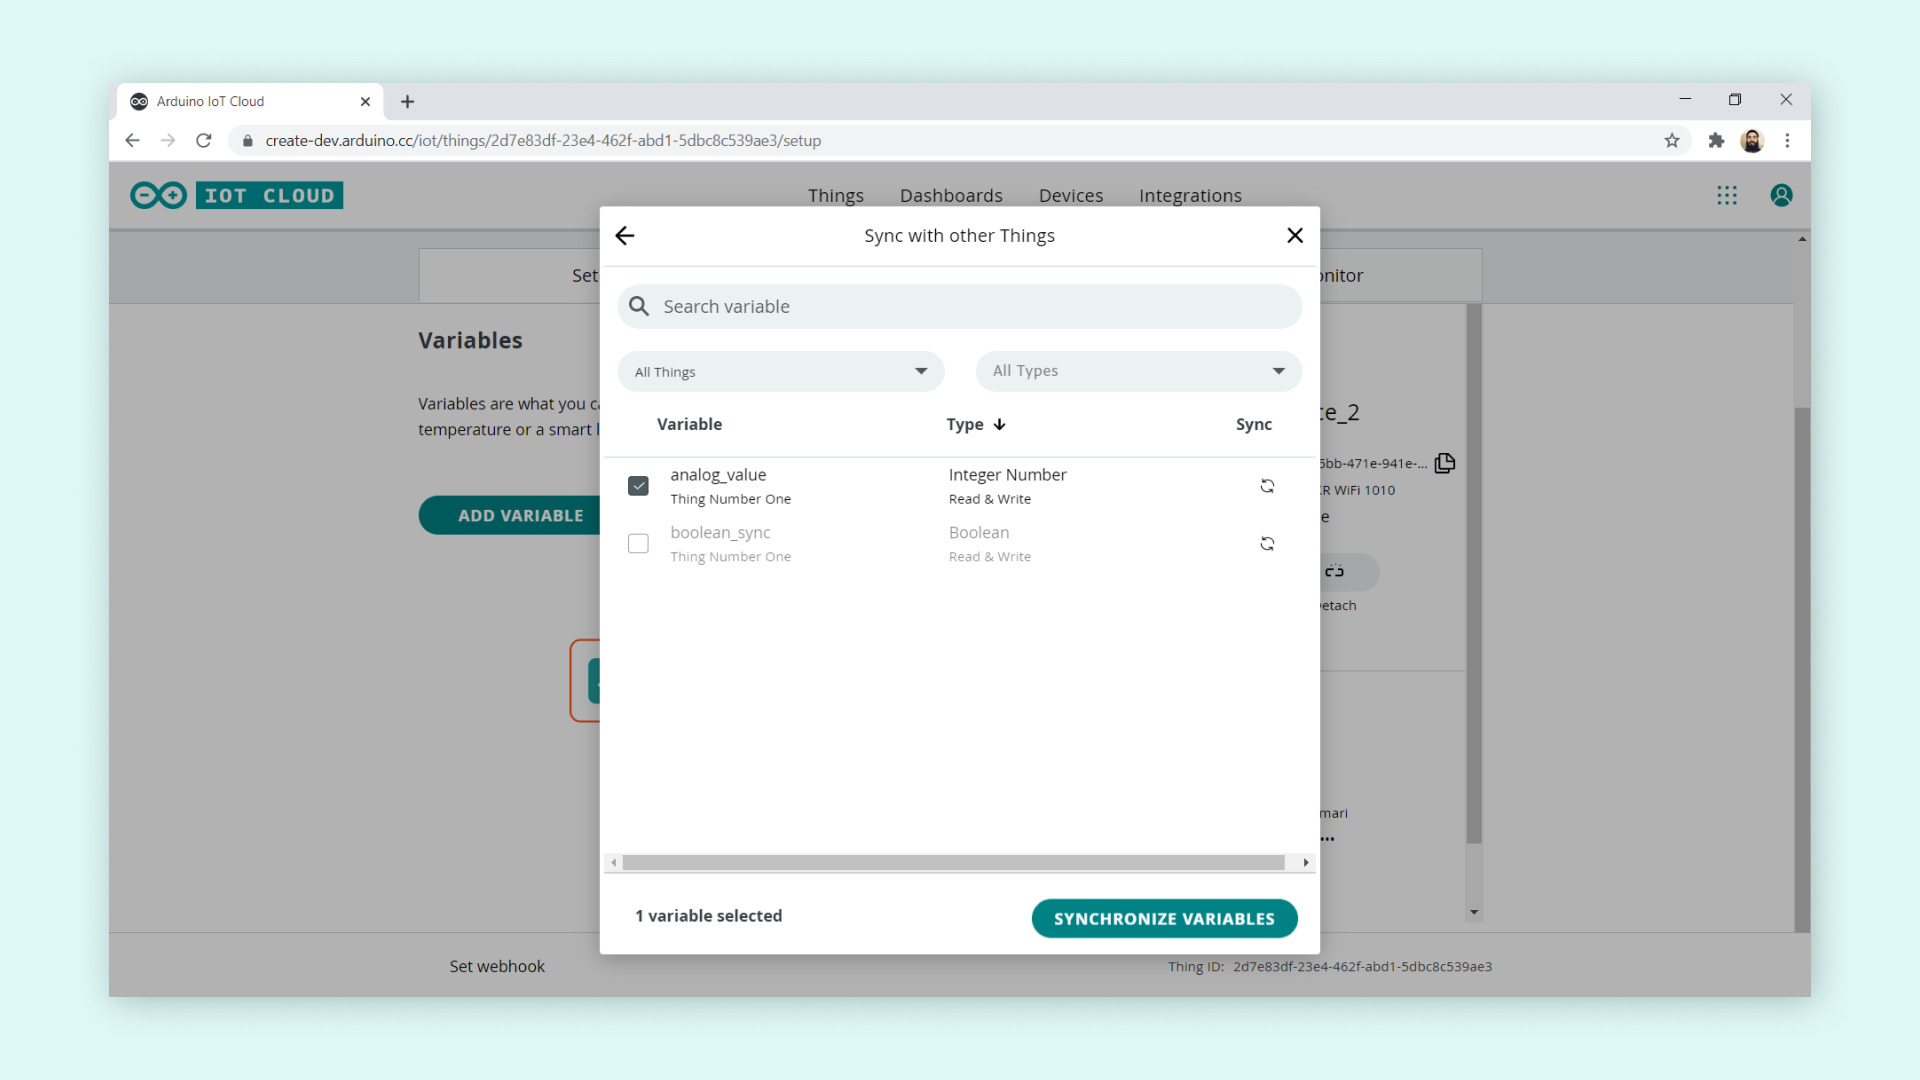 Arduino IoT Cloud
create-dev.arduino.cc/iot/things/2d7e83df-23e4-462f-abd1-5dbc8c539ae3/setup
IOT CLOUD
Things Dashboards Devices Integrations
Sync with other Things
Set
onitor
Search variable
Variables
All Things
All Types
Variables are what you c
temperature or a smart l
ce_2
Variable Type Sync
5bb-471e-941e-...
R WiFi 1010
e
analog_value Integer Number
Thing Number One Read & Write
ADD VARIABLE
boolean_sync Boolean
Thing Number One Read & Write
etach
mari
1 variable selected
SYNCHRONIZE VARIABLES
Set webhook
Thing ID: 2d7e83df-23e4-462f-abd1-5dbc8c539ae3